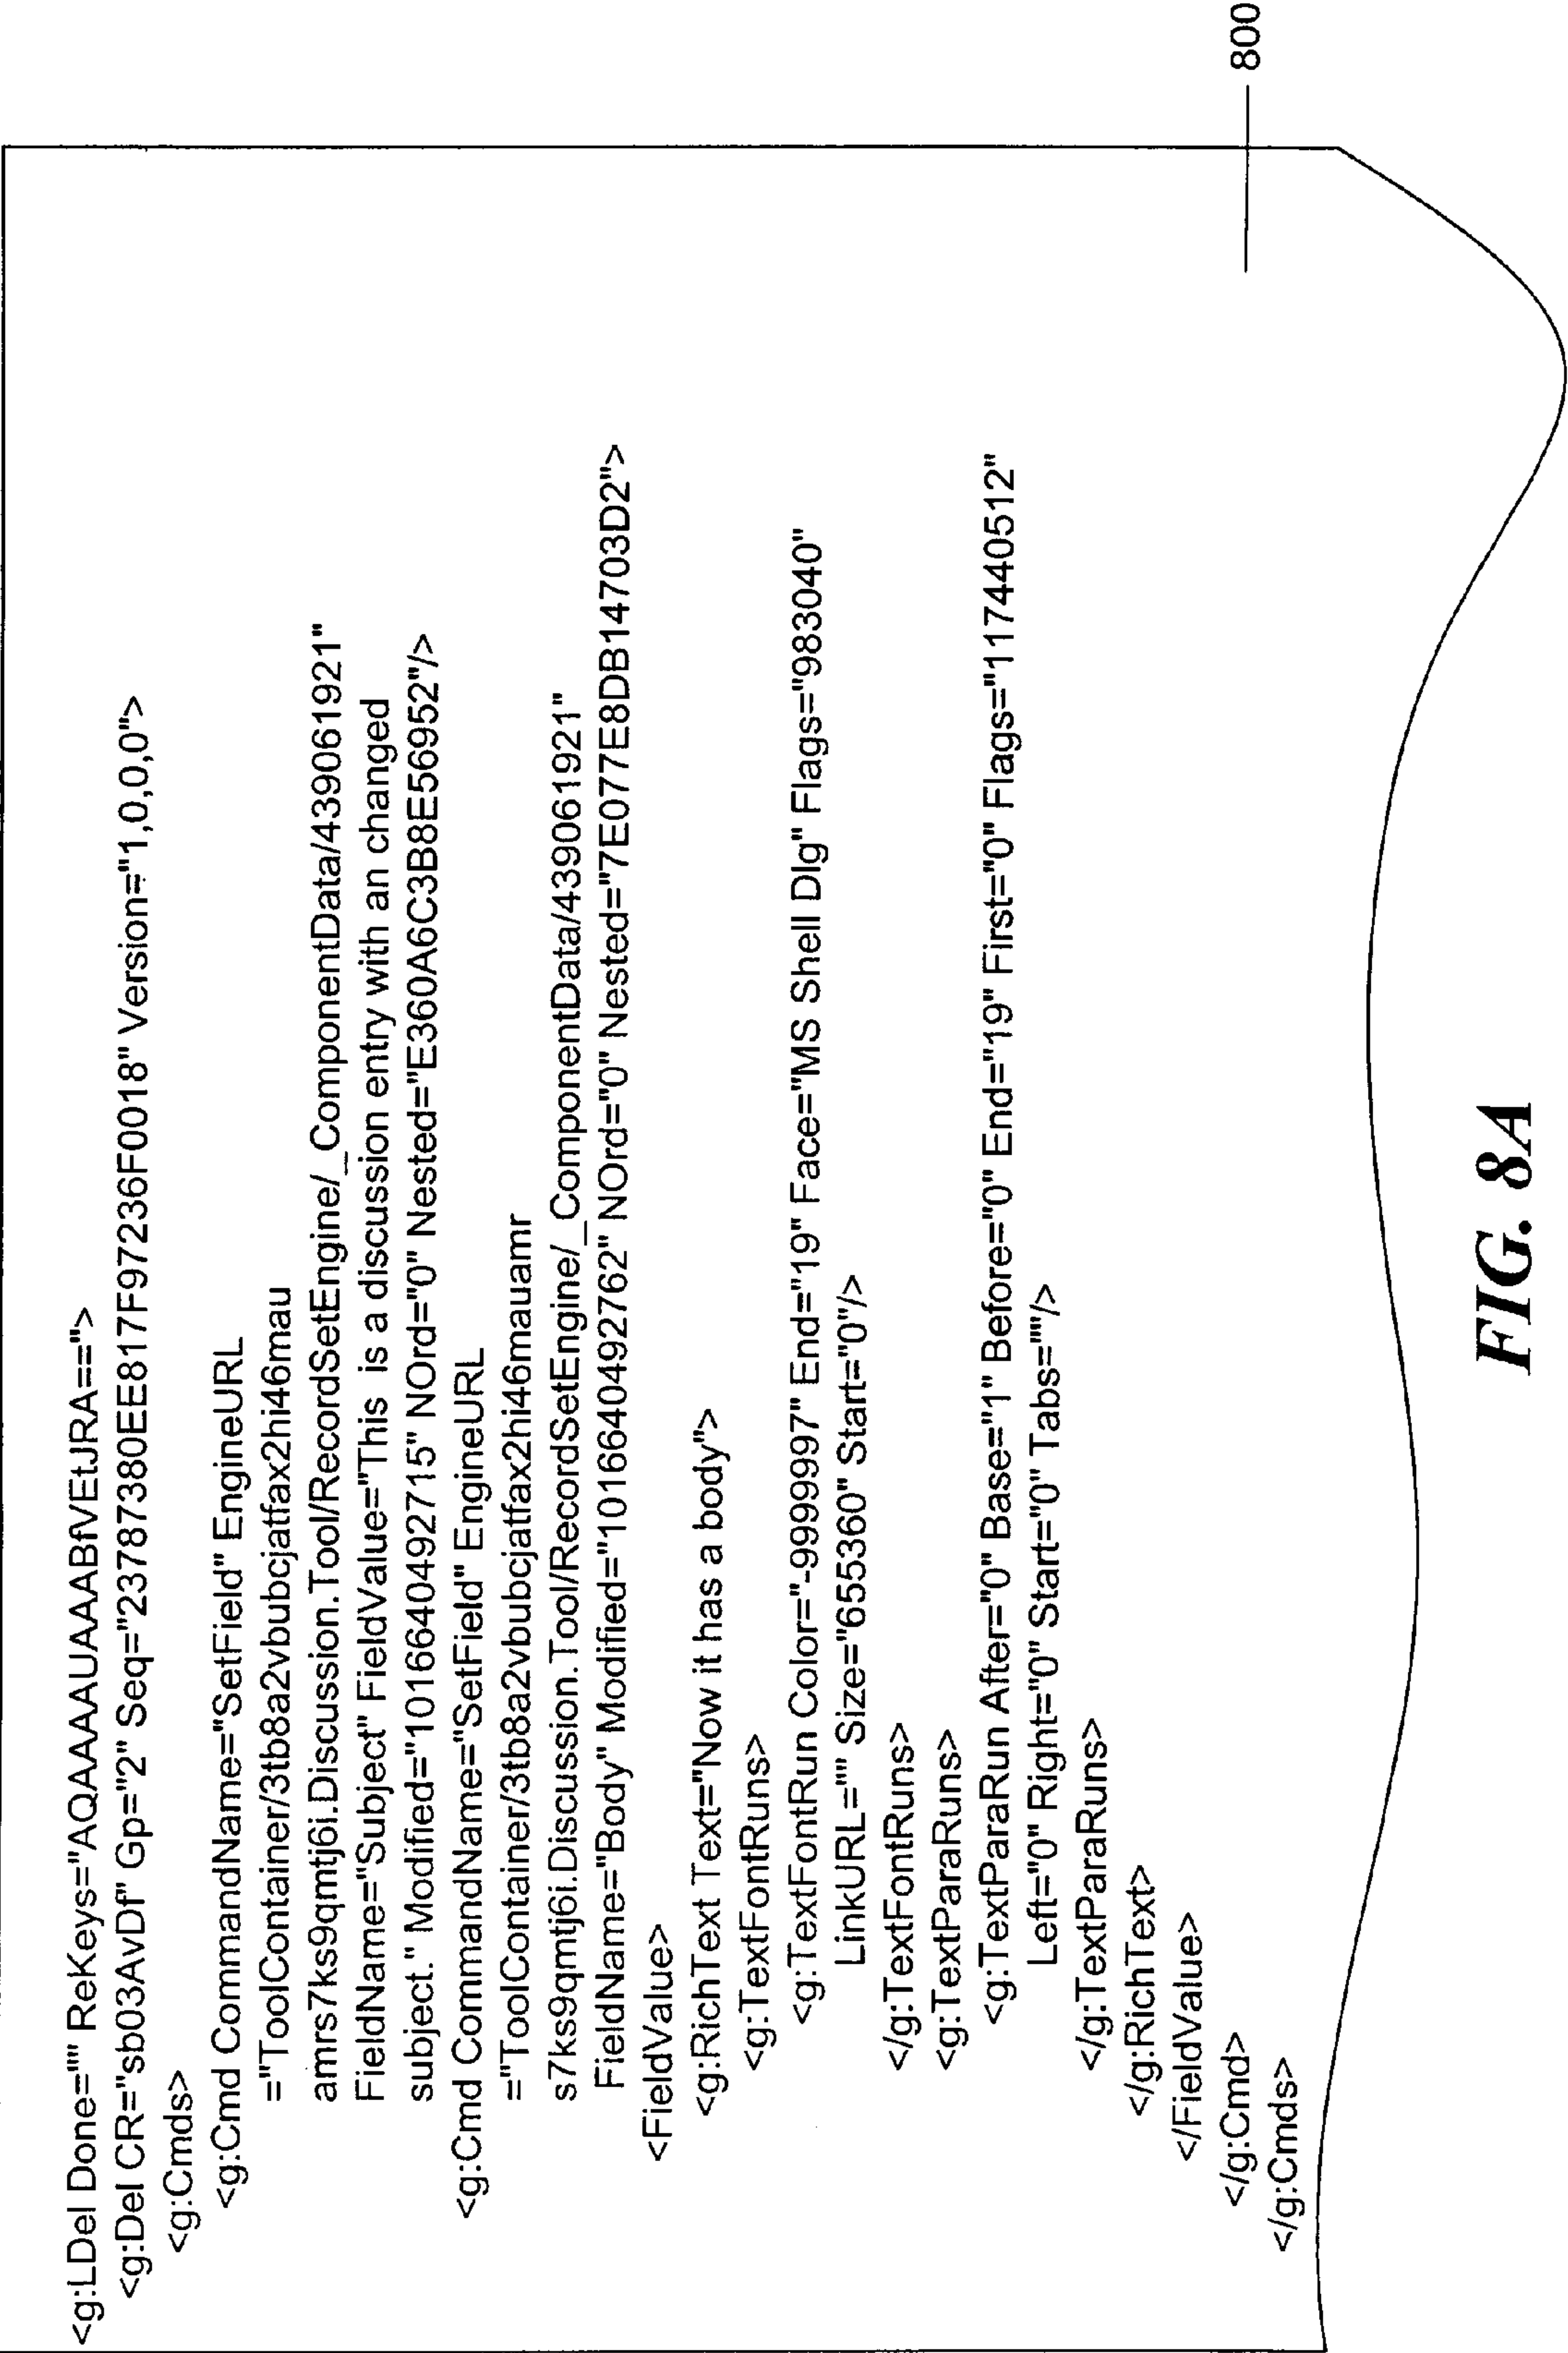 <g:LDel Done="" ReKeys="AQAAAAUAAABfVEtJRA==">
<g:Del CR="sb03AvDf" Gp="2" Seq="23787380EE817F97236F0018" Version="1,0,0,0">
<g:Cmds>
<g:Cmd CommandName="SetField" EngineURL
="ToolContainer/3tb8a2vbubcjatfax2hi46mau
amrs7ks9qmtj6i.Discussion.Tool/RecordSetEngine/_ComponentData/439061921"
FieldName="Subject" FieldValue="This is a discussion entry with an changed
subject." Modified="1016640492715" NOrd="0" Nested="E360A6C3B8E56952"/>
<g:Cmd CommandName="SetField" EngineURL
="ToolContainer/3tb8a2vbubcjatfax2hi46mauamr
s7ks9qmtj6i.Discussion.Tool/RecordSetEngine/_ComponentData/439061921"
FieldName="Body" Modified="1016640492762" NOrd="0" Nested="7E077E8DB14703D2">
<FieldValue>
<g:RichText Text="Now it has a body">
<g:TextFontRuns>
<g:TextFontRun Color="-999997" End="19" Face="MS Shell Dlg" Flags="983040"
LinkURL="" Size="655360" Start="0"/>
</g:TextFontRuns>
<g:TextParaRuns>
<g:TextParaRun After="0" Base="1" Before="0" End="19" First="0" Flags="117440512"
Left="0" Right="0" Start="0" Tabs=""/>
</g:TextParaRuns>
</g:RichText>
</FieldValue>
</g:Cmd>
</g:Cmds>
800
FIG. 8A